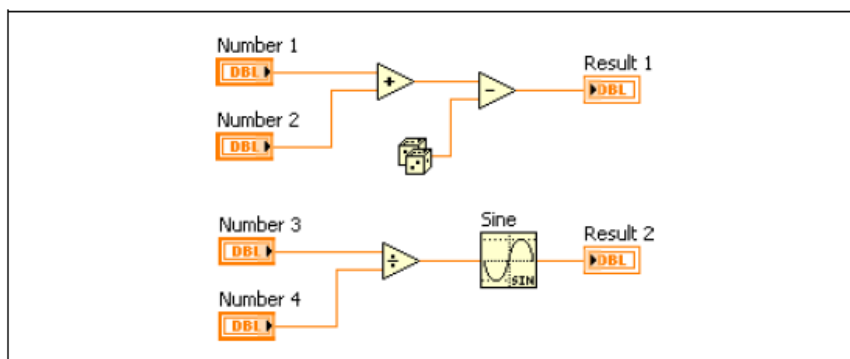 Number 1
DBL
+
-
Result 1
DBL
Number 2
DBL
Number 3
DBL
÷
Sine
SIN
Result 2
DBL
Number 4
DBL